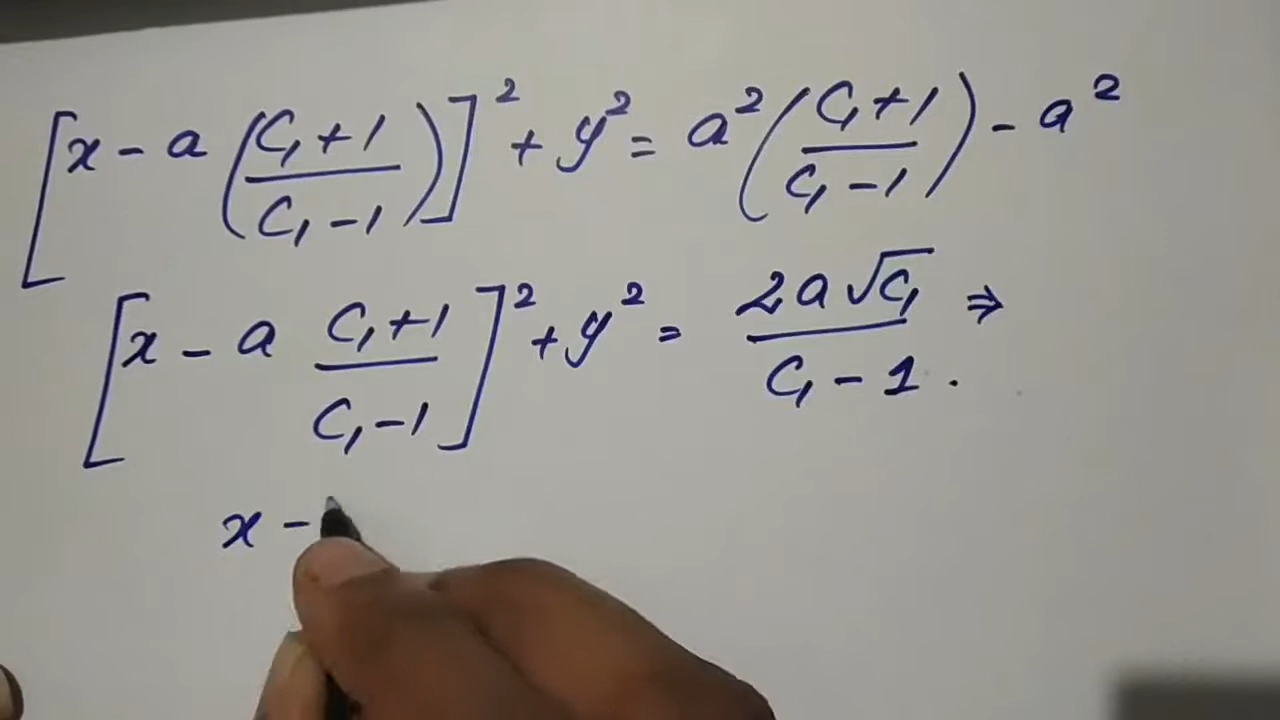 [x - a (C₁+1 / C₁-1)]² + y² = a² (C₁+1 / C₁-1) - a²
[x - a C₁+1 / C₁-1]² + y² = 2a√C₁ / C₁-1 . ⇒
x -